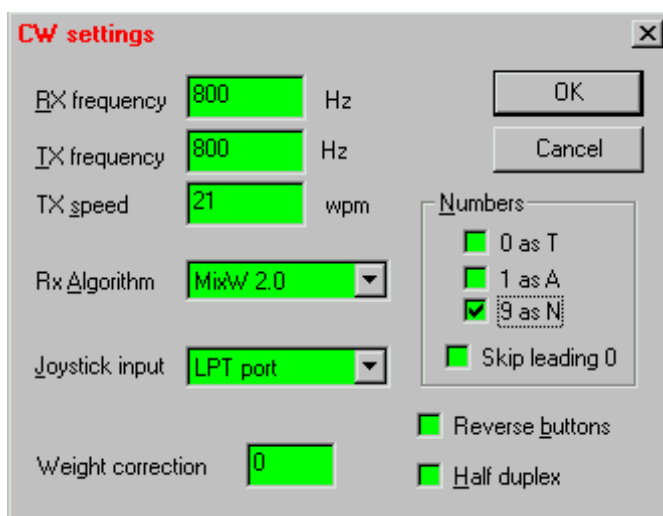 CW settings
RX frequency 800 Hz
OK
TX frequency 800 Hz
Cancel
TX speed 21 wpm
Numbers
0 as T
1 as A
9 as N
Skip leading 0
Rx Algorithm MixW 2.0
Joystick input LPT port
Reverse buttons
Weight correction 0
Half duplex